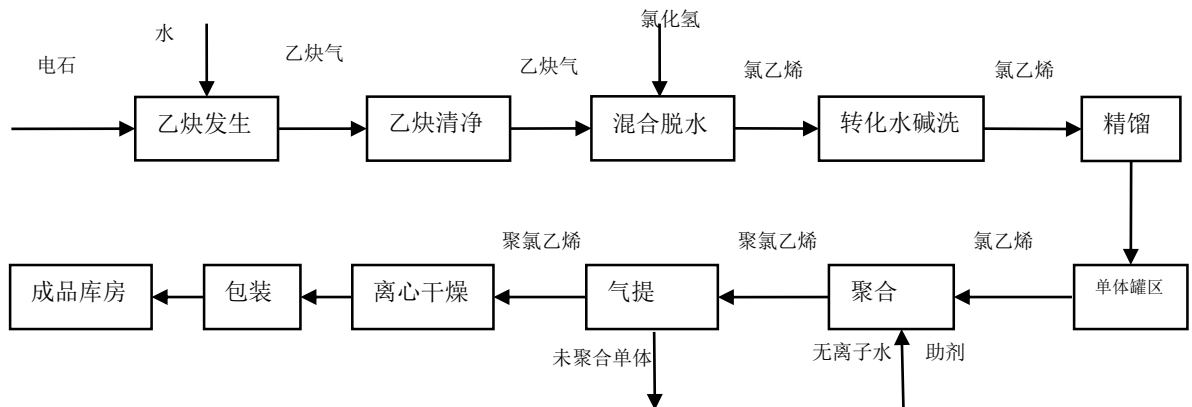 氯化氢
水
乙炔气
电石
乙炔气
氯乙烯
氯乙烯
乙炔发生
乙炔清净
混合脱水
转化水碱洗
精馏
聚氯乙烯
聚氯乙烯
氯乙烯
成品库房
包装
离心干燥
气提
聚合
单体罐区
未聚合单体
无离子水
助剂